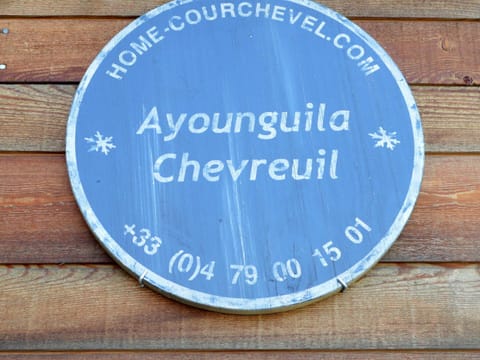 HOME-COURCHEVEL.COM
Ayounguila
Chevreuil
+33 (0)4 79 00 15 01